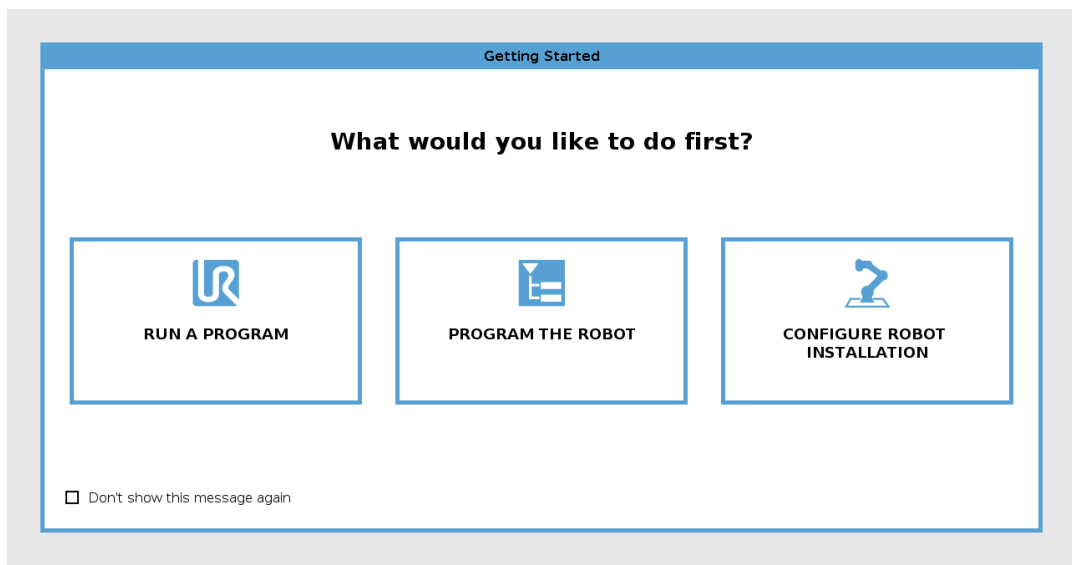 Getting Started
What would you like to do first?
RUN A PROGRAM
PROGRAM THE ROBOT
CONFIGURE ROBOT
INSTALLATION
Don't show this message again